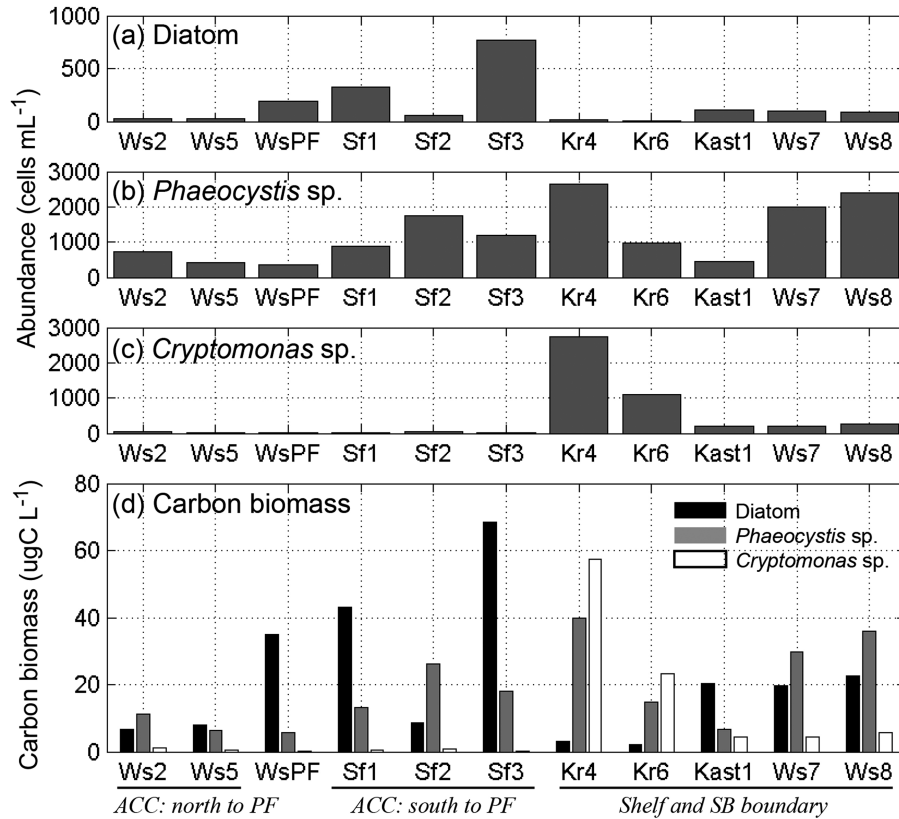 Abundance (cells mL⁻¹)
(a) Diatom
1000
500
0
Ws2 Ws5 WsPF Sf1 Sf2 Sf3 Kr4 Kr6 Kast1 Ws7 Ws8
(b) Phaeocystis sp.
3000
2000
1000
0
Ws2 Ws5 WsPF Sf1 Sf2 Sf3 Kr4 Kr6 Kast1 Ws7 Ws8
(c) Cryptomonas sp.
3000
2000
1000
0
Ws2 Ws5 WsPF Sf1 Sf2 Sf3 Kr4 Kr6 Kast1 Ws7 Ws8
Carbon biomass (ugC L⁻¹)
(d) Carbon biomass
80
60
40
20
0
Diatom
Phaeocystis sp.
Cryptomonas sp.
Ws2 Ws5 WsPF Sf1 Sf2 Sf3 Kr4 Kr6 Kast1 Ws7 Ws8
ACC: north to PF
ACC: south to PF
Shelf and SB boundary